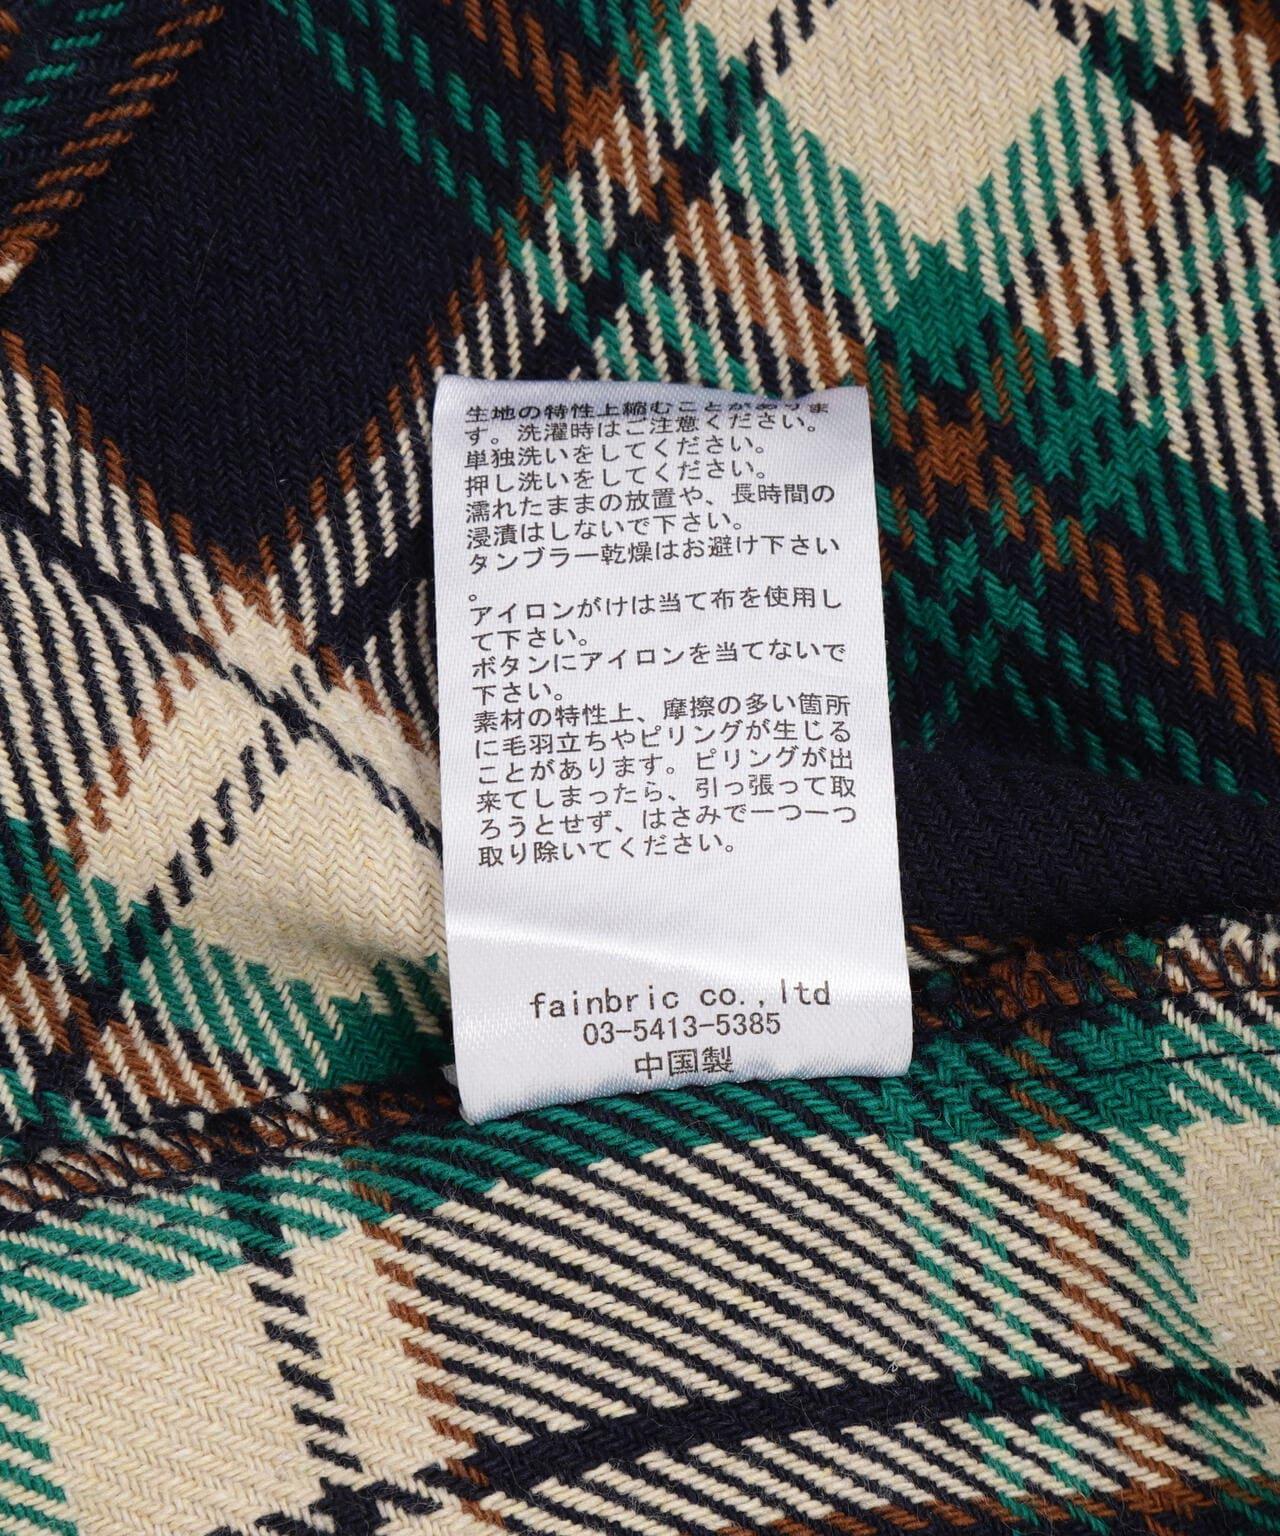 生地の特性上縮むことがありま
す。洗濯時はご注意ください。
単独洗いをしてください。
押し洗いをしてください。
濡れたままの放置や、長時間の
浸漬はしないで下さい。
タンブラー乾燥はお避け下さい
。
アイロンがけは当て布を使用し
て下さい。
ボタンにアイロンを当てないで
下さい。
素材の特性上、摩擦の多い箇所
に毛羽立ちやピリングが生じる
ことがあります。ピリングが出
来てしまったら、引っ張って取
ろうとせず、はさみで一つ一つ
取り除いてください。
fainbric co.,ltd
03-5413-5385
中国製